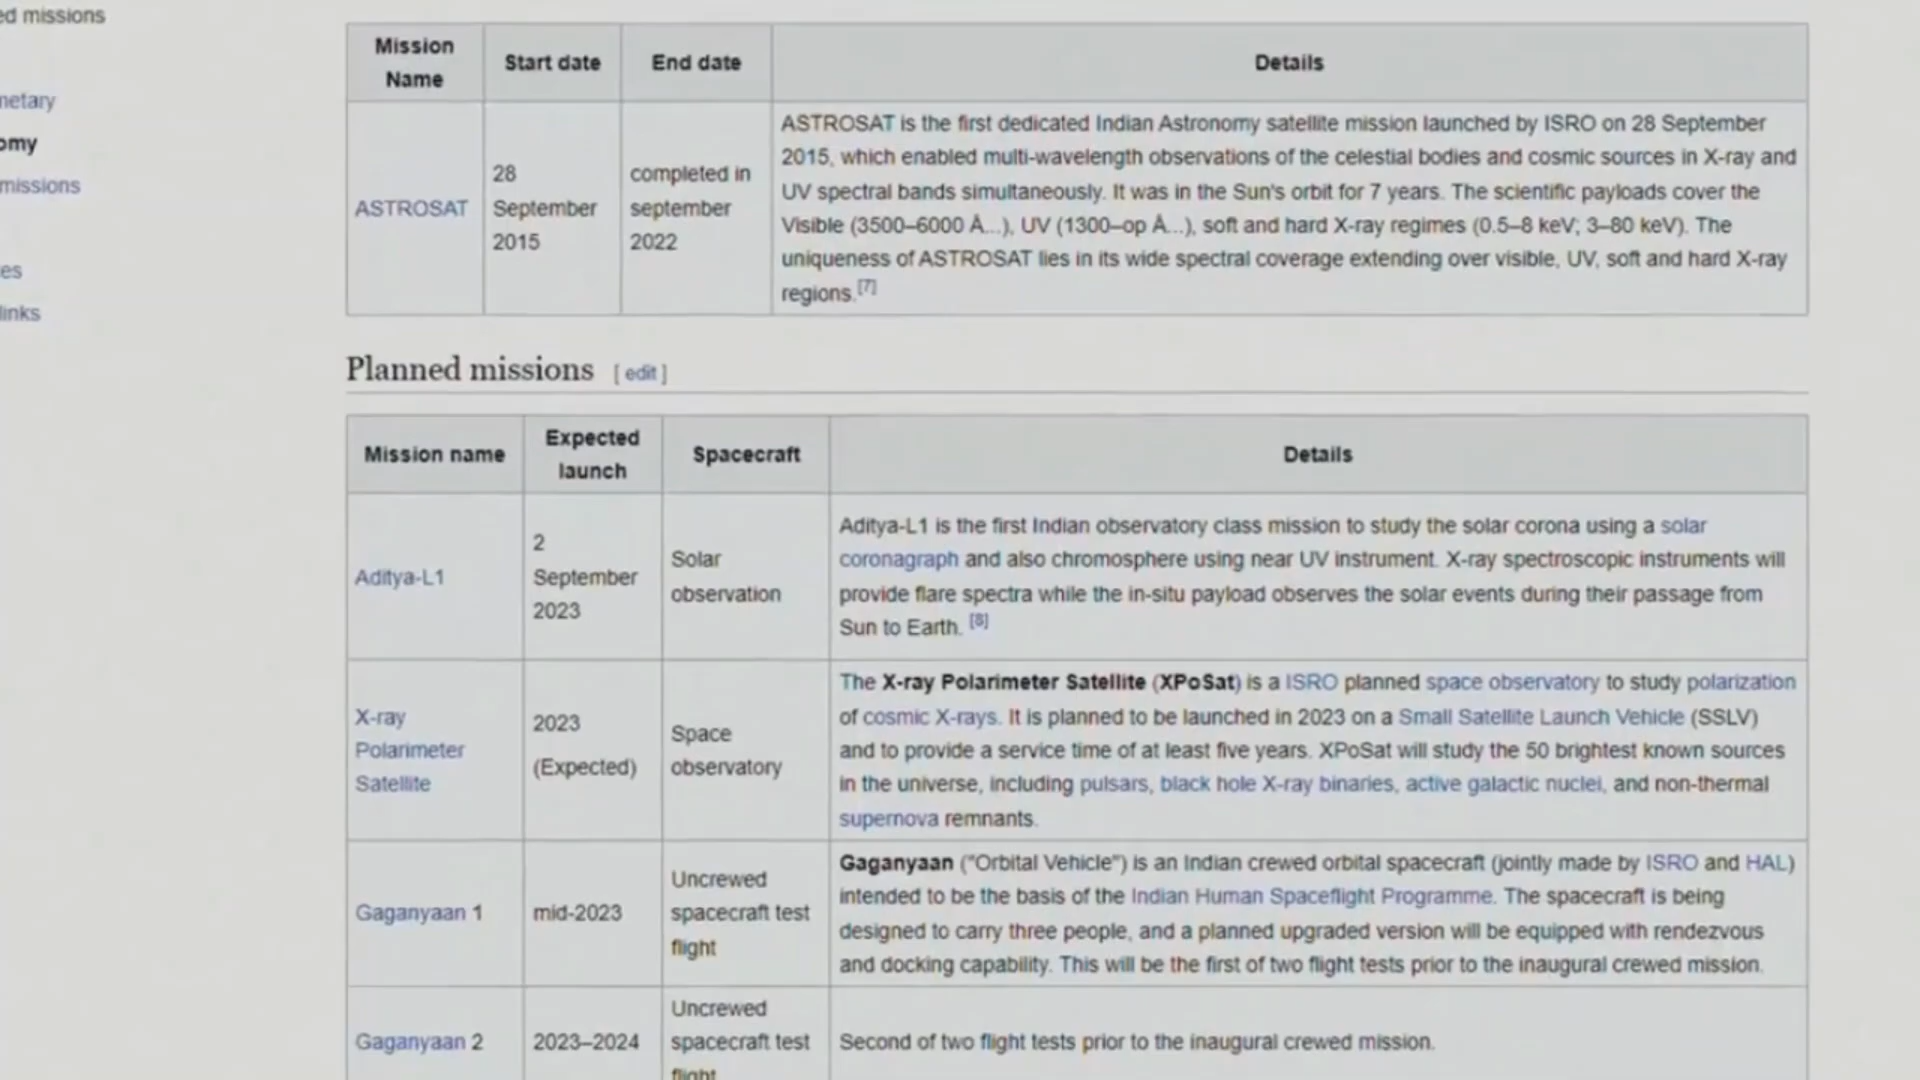 ed missions
netary
omy
missions
es
links
Mission Name
Start date
End date
Details
ASTROSAT
28
September
2015
completed in
september
2022
ASTROSAT is the first dedicated Indian Astronomy satellite mission launched by ISRO on 28 September
2015, which enabled multi-wavelength observations of the celestial bodies and cosmic sources in X-ray and
UV spectral bands simultaneously. It was in the Sun's orbit for 7 years. The scientific payloads cover the
Visible (3500–6000 Å...), UV (1300–op Å...), soft and hard X-ray regimes (0.5–8 keV; 3–80 keV). The
uniqueness of ASTROSAT lies in its wide spectral coverage extending over visible, UV, soft and hard X-ray
regions.[7]
Planned missions [ edit ]
Mission name
Expected
launch
Spacecraft
Details
Aditya-L1
2
September
2023
Solar
observation
Aditya-L1 is the first Indian observatory class mission to study the solar corona using a solar
coronagraph and also chromosphere using near UV instrument. X-ray spectroscopic instruments will
provide flare spectra while the in-situ payload observes the solar events during their passage from
Sun to Earth. [8]
X-ray
Polarimeter
Satellite
2023
(Expected)
Space
observatory
The X-ray Polarimeter Satellite (XPoSat) is a ISRO planned space observatory to study polarization
of cosmic X-rays. It is planned to be launched in 2023 on a Small Satellite Launch Vehicle (SSLV)
and to provide a service time of at least five years. XPoSat will study the 50 brightest known sources
in the universe, including pulsars, black hole X-ray binaries, active galactic nuclei, and non-thermal
supernova remnants.
Gaganyaan 1
mid-2023
Uncrewed
spacecraft test
flight
Gaganyaan ("Orbital Vehicle") is an Indian crewed orbital spacecraft (jointly made by ISRO and HAL)
intended to be the basis of the Indian Human Spaceflight Programme. The spacecraft is being
designed to carry three people, and a planned upgraded version will be equipped with rendezvous
and docking capability. This will be the first of two flight tests prior to the inaugural crewed mission.
Gaganyaan 2
2023–2024
Uncrewed
spacecraft test
flight
Second of two flight tests prior to the inaugural crewed mission.